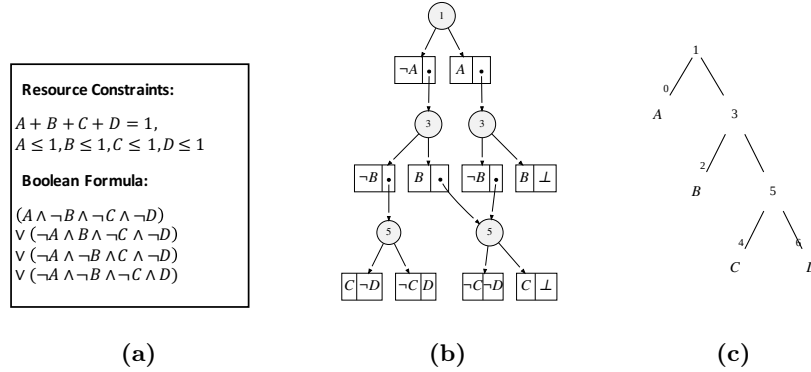 Resource Constraints:
A + B + C + D = 1,
A ≤ 1, B ≤ 1, C ≤ 1, D ≤ 1
Boolean Formula:
(A ∧ ¬B ∧ ¬C ∧ ¬D)
∨ (¬A ∧ B ∧ ¬C ∧ ¬D)
∨ (¬A ∧ ¬B ∧ C ∧ ¬D)
∨ (¬A ∧ ¬B ∧ ¬C ∧ D)
(a)
1
¬A A
3 3
¬B B ¬B B ⊥
5 5
C ¬D ¬C D ¬C ¬D C ⊥
(b)
1
0
A 3
2
B 5
4 6
C D
(c)